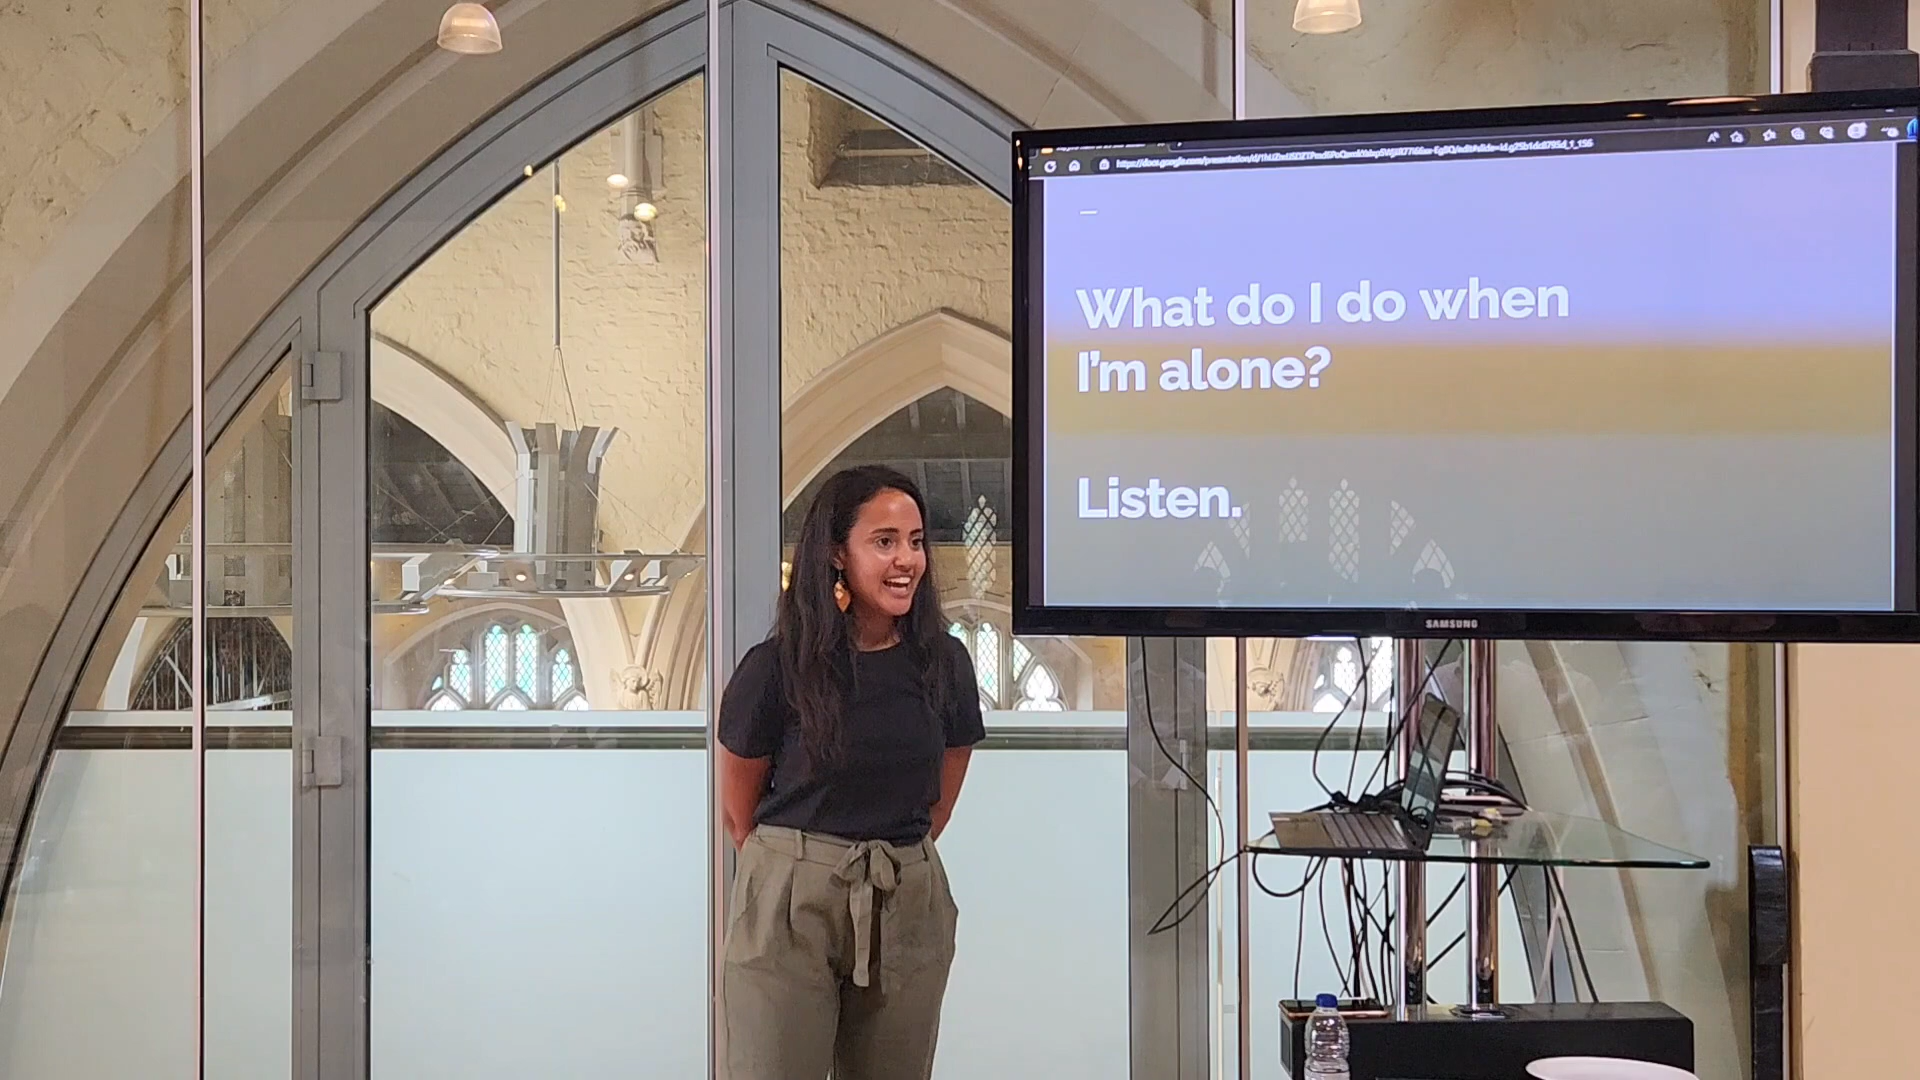 What do I do when
I'm alone?
Listen.
SAMSUNG